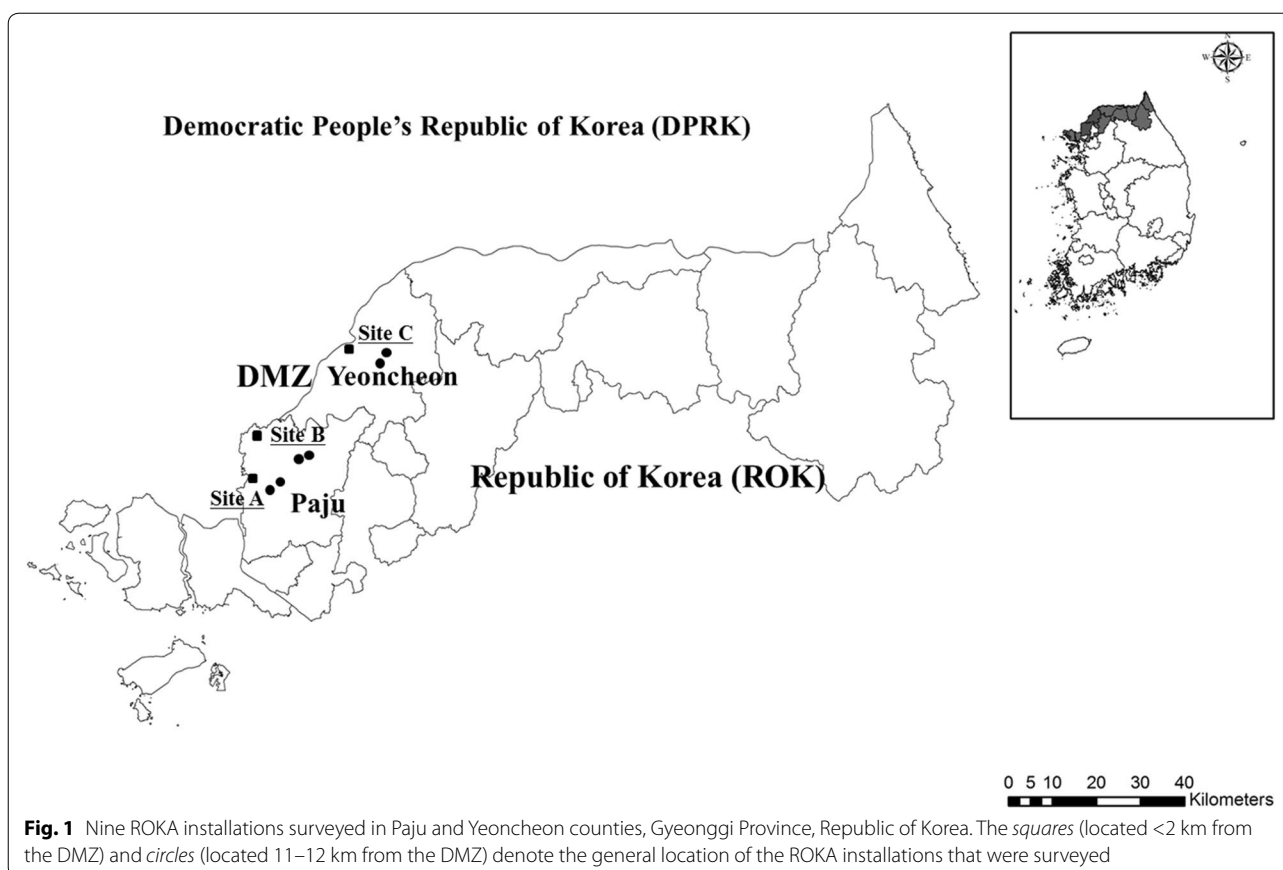 N
W E
S
Democratic People's Republic of Korea (DPRK)
Site C
DMZ Yeoncheon
Site B
Republic of Korea (ROK)
Site A
Paju
0 5 10 20 30 40
Kilometers
Fig. 1 Nine ROKA installations surveyed in Paju and Yeoncheon counties, Gyeonggi Province, Republic of Korea. The squares (located <2 km from
the DMZ) and circles (located 11–12 km from the DMZ) denote the general location of the ROKA installations that were surveyed